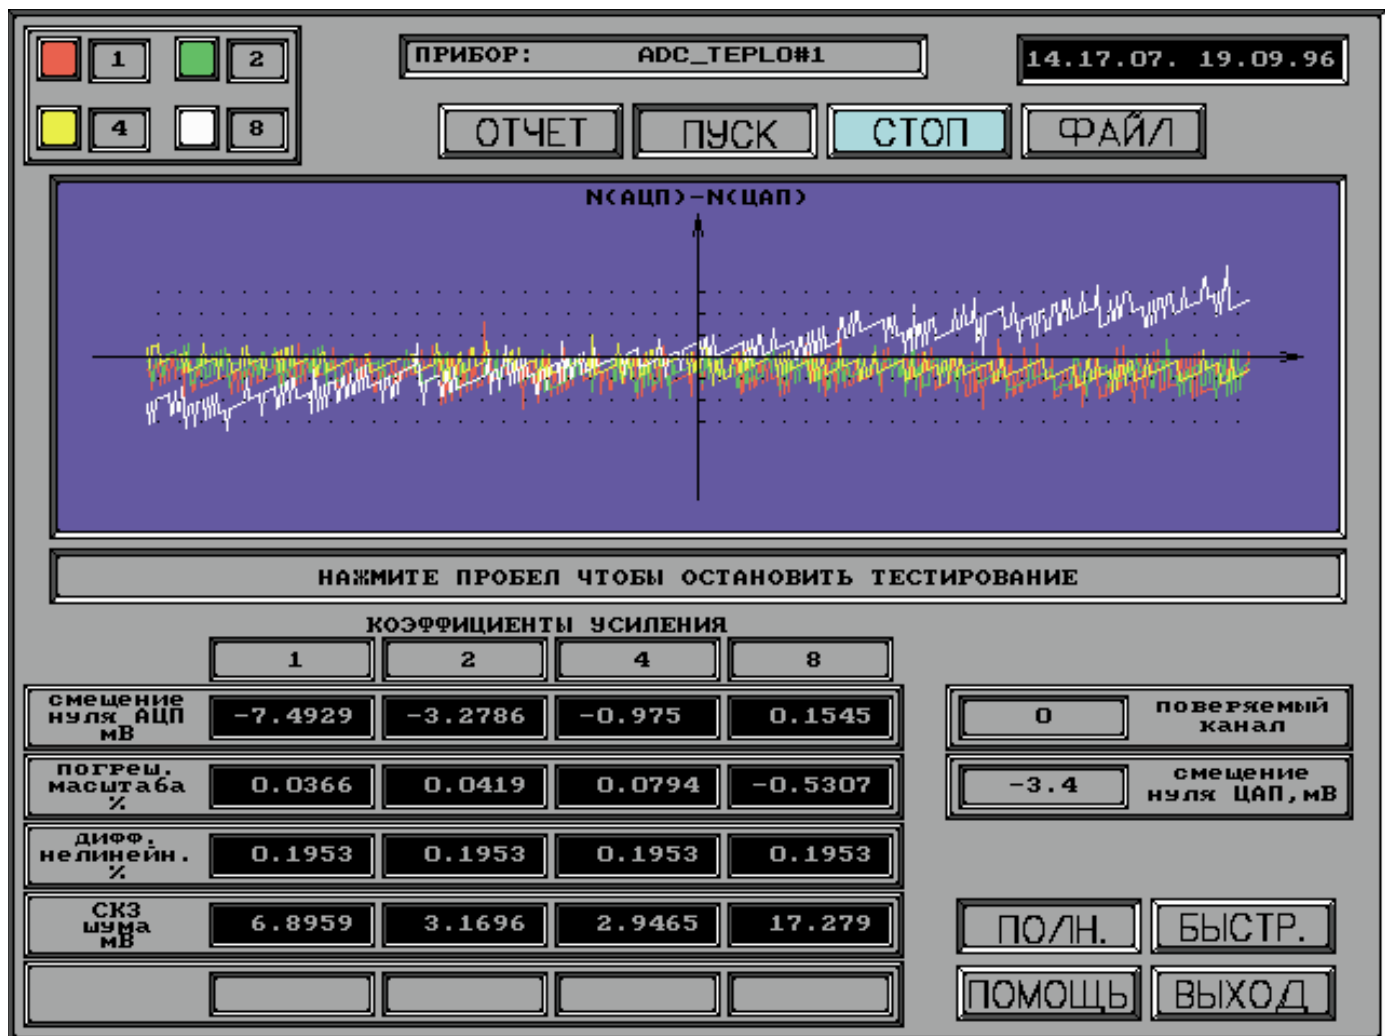 1 2
4 8
ПРИБОР: ADC_TEPLO#1
14.17.07. 19.09.96
ОТЧЕТ ПУСК СТОП ФАЙЛ
N(АЦП)-N(ЦАП)
НАЖМИТЕ ПРОБЕЛ ЧТОБЫ ОСТАНОВИТЬ ТЕСТИРОВАНИЕ
КОЭФФИЦИЕНТЫ УСИЛЕНИЯ
1 2 4 8
смещение
нуля АЦП
мВ
-7.4929 -3.2786 -0.975 0.1545
погреш.
масштаба
%
0.0366 0.0419 0.0794 -0.5307
дифф.
нелинейн.
%
0.1953 0.1953 0.1953 0.1953
СКЗ
шума
мВ
6.8959 3.1696 2.9465 17.279
0 поверяемый
канал
-3.4 смещение
нуля ЦАП,мВ
ПОЛН. БЫСТР.
ПОМОЩЬ ВЫХОД